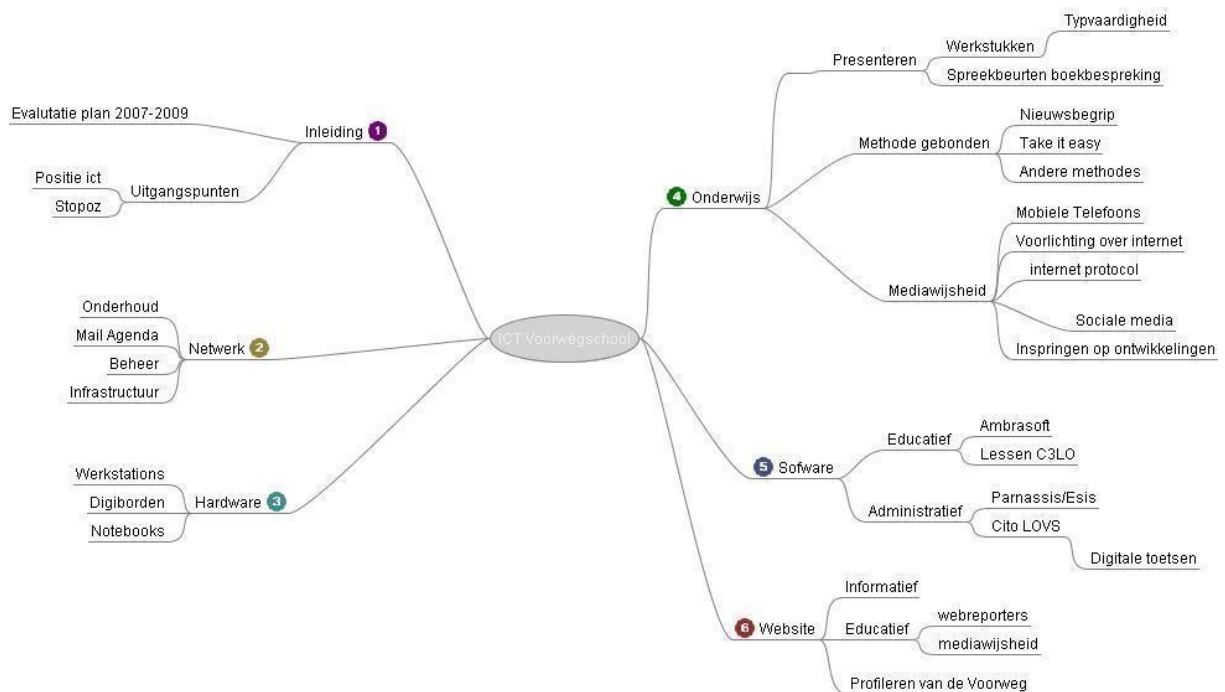 ICT Voorwegschool
Inleiding 1
Evalutatie plan 2007-2009
Uitgangspunten
Positie ict
Stopoz
Netwerk 2
Onderhoud
Mail Agenda
Beheer
Infrastructuur
Hardware 3
Werkstations
Digiborden
Notebooks
4 Onderwijs
Presenteren
Werkstukken
Typvaardigheid
Spreekbeurten boekbespreking
Methode gebonden
Nieuwsbegrip
Take it easy
Andere methodes
Mediawijsheid
Mobiele Telefoons
Voorlichting over internet
internet protocol
Sociale media
Inspringen op ontwikkelingen
5 Sofware
Educatief
Ambrasoft
Lessen C3LO
Administratief
Parnassis/Esis
Cito LOVS
Digitale toetsen
6 Website
Informatief
Educatief
webreporters
mediawijsheid
Profileren van de Voorweg